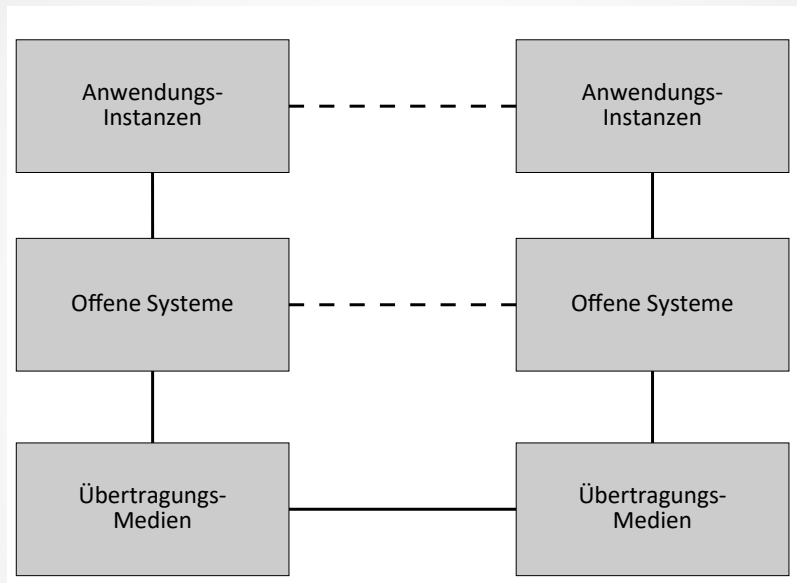 Anwendungs-
Instanzen
Anwendungs-
Instanzen
Offene Systeme
Offene Systeme
Übertragungs-
Medien
Übertragungs-
Medien